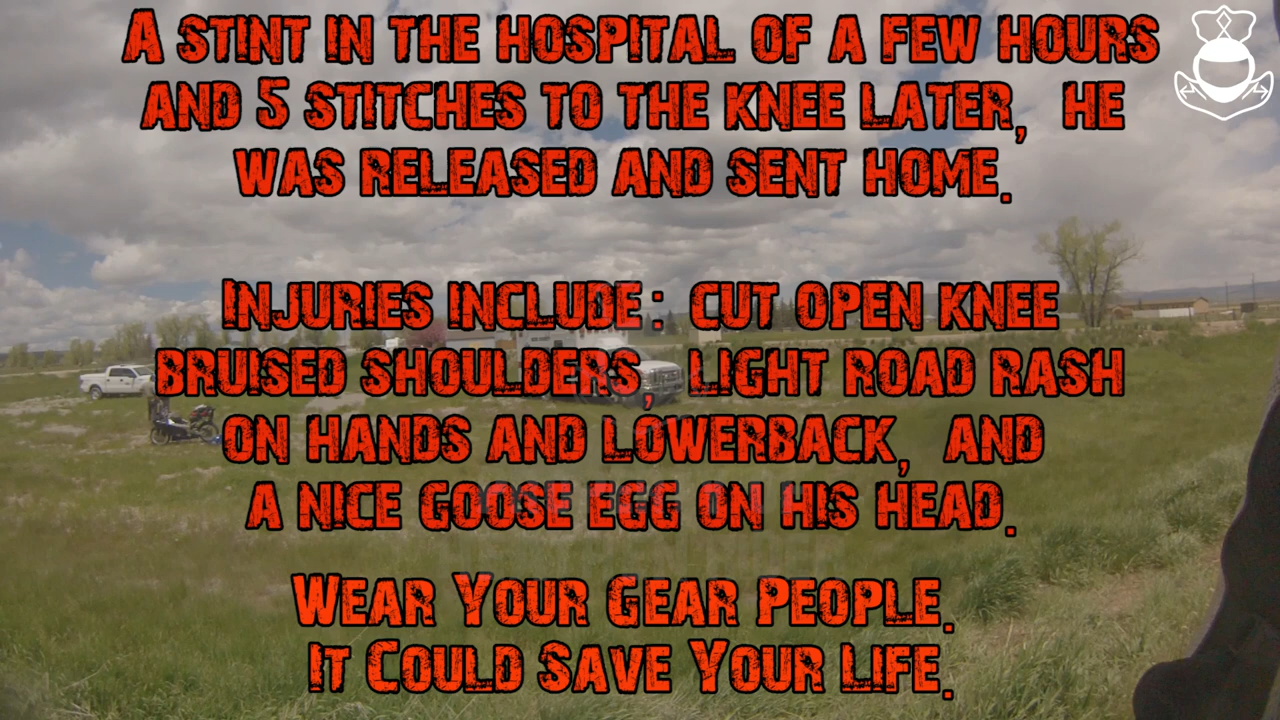 A STINT IN THE HOSPITAL OF A FEW HOURS
AND 5 STITCHES TO THE KNEE LATER, HE
WAS RELEASED AND SENT HOME.
INJURIES INCLUDE: CUT OPEN KNEE
BRUISED SHOULDERS, LIGHT ROAD RASH
ON HANDS AND LOWERBACK, AND
A NICE GOOSE EGG ON HIS HEAD.
WEAR YOUR GEAR PEOPLE.
IT COULD SAVE YOUR LIFE.